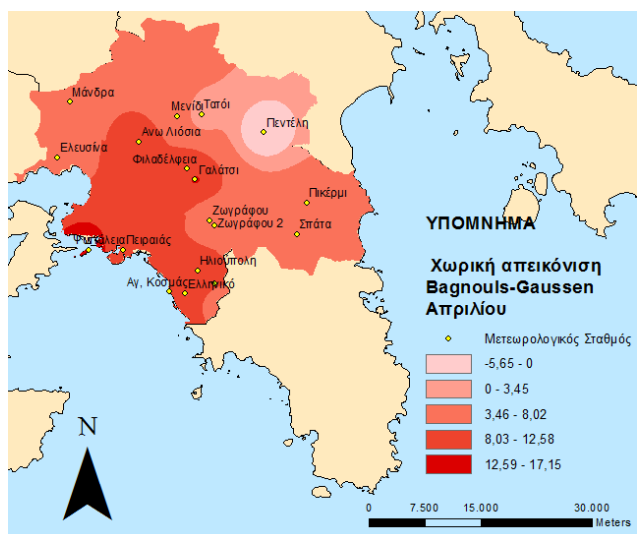 Μάνδρα
Μενίδι
Τατόι
Πεντέλη
Ανω Λιόσια
Ελευσίνα
Φιλαδέλφεια
Γαλάτσι
Πικέρμι
Ζωγράφου
Ζωγράφου 2
Σπάτα
Πειραιάς
Ηλιούπολη
Αγ, Κοσμάς
Ελληνικό
ΥΠΟΜΝΗΜΑ
Χωρική απεικόνιση
Bagnouls-Gaussen
Απριλίου
Μετεωρολογικός Σταθμός
-5,65 - 0
0 - 3,45
3,46 - 8,02
8,03 - 12,58
12,59 - 17,15
N
0 7.500 15.000 30.000
Meters